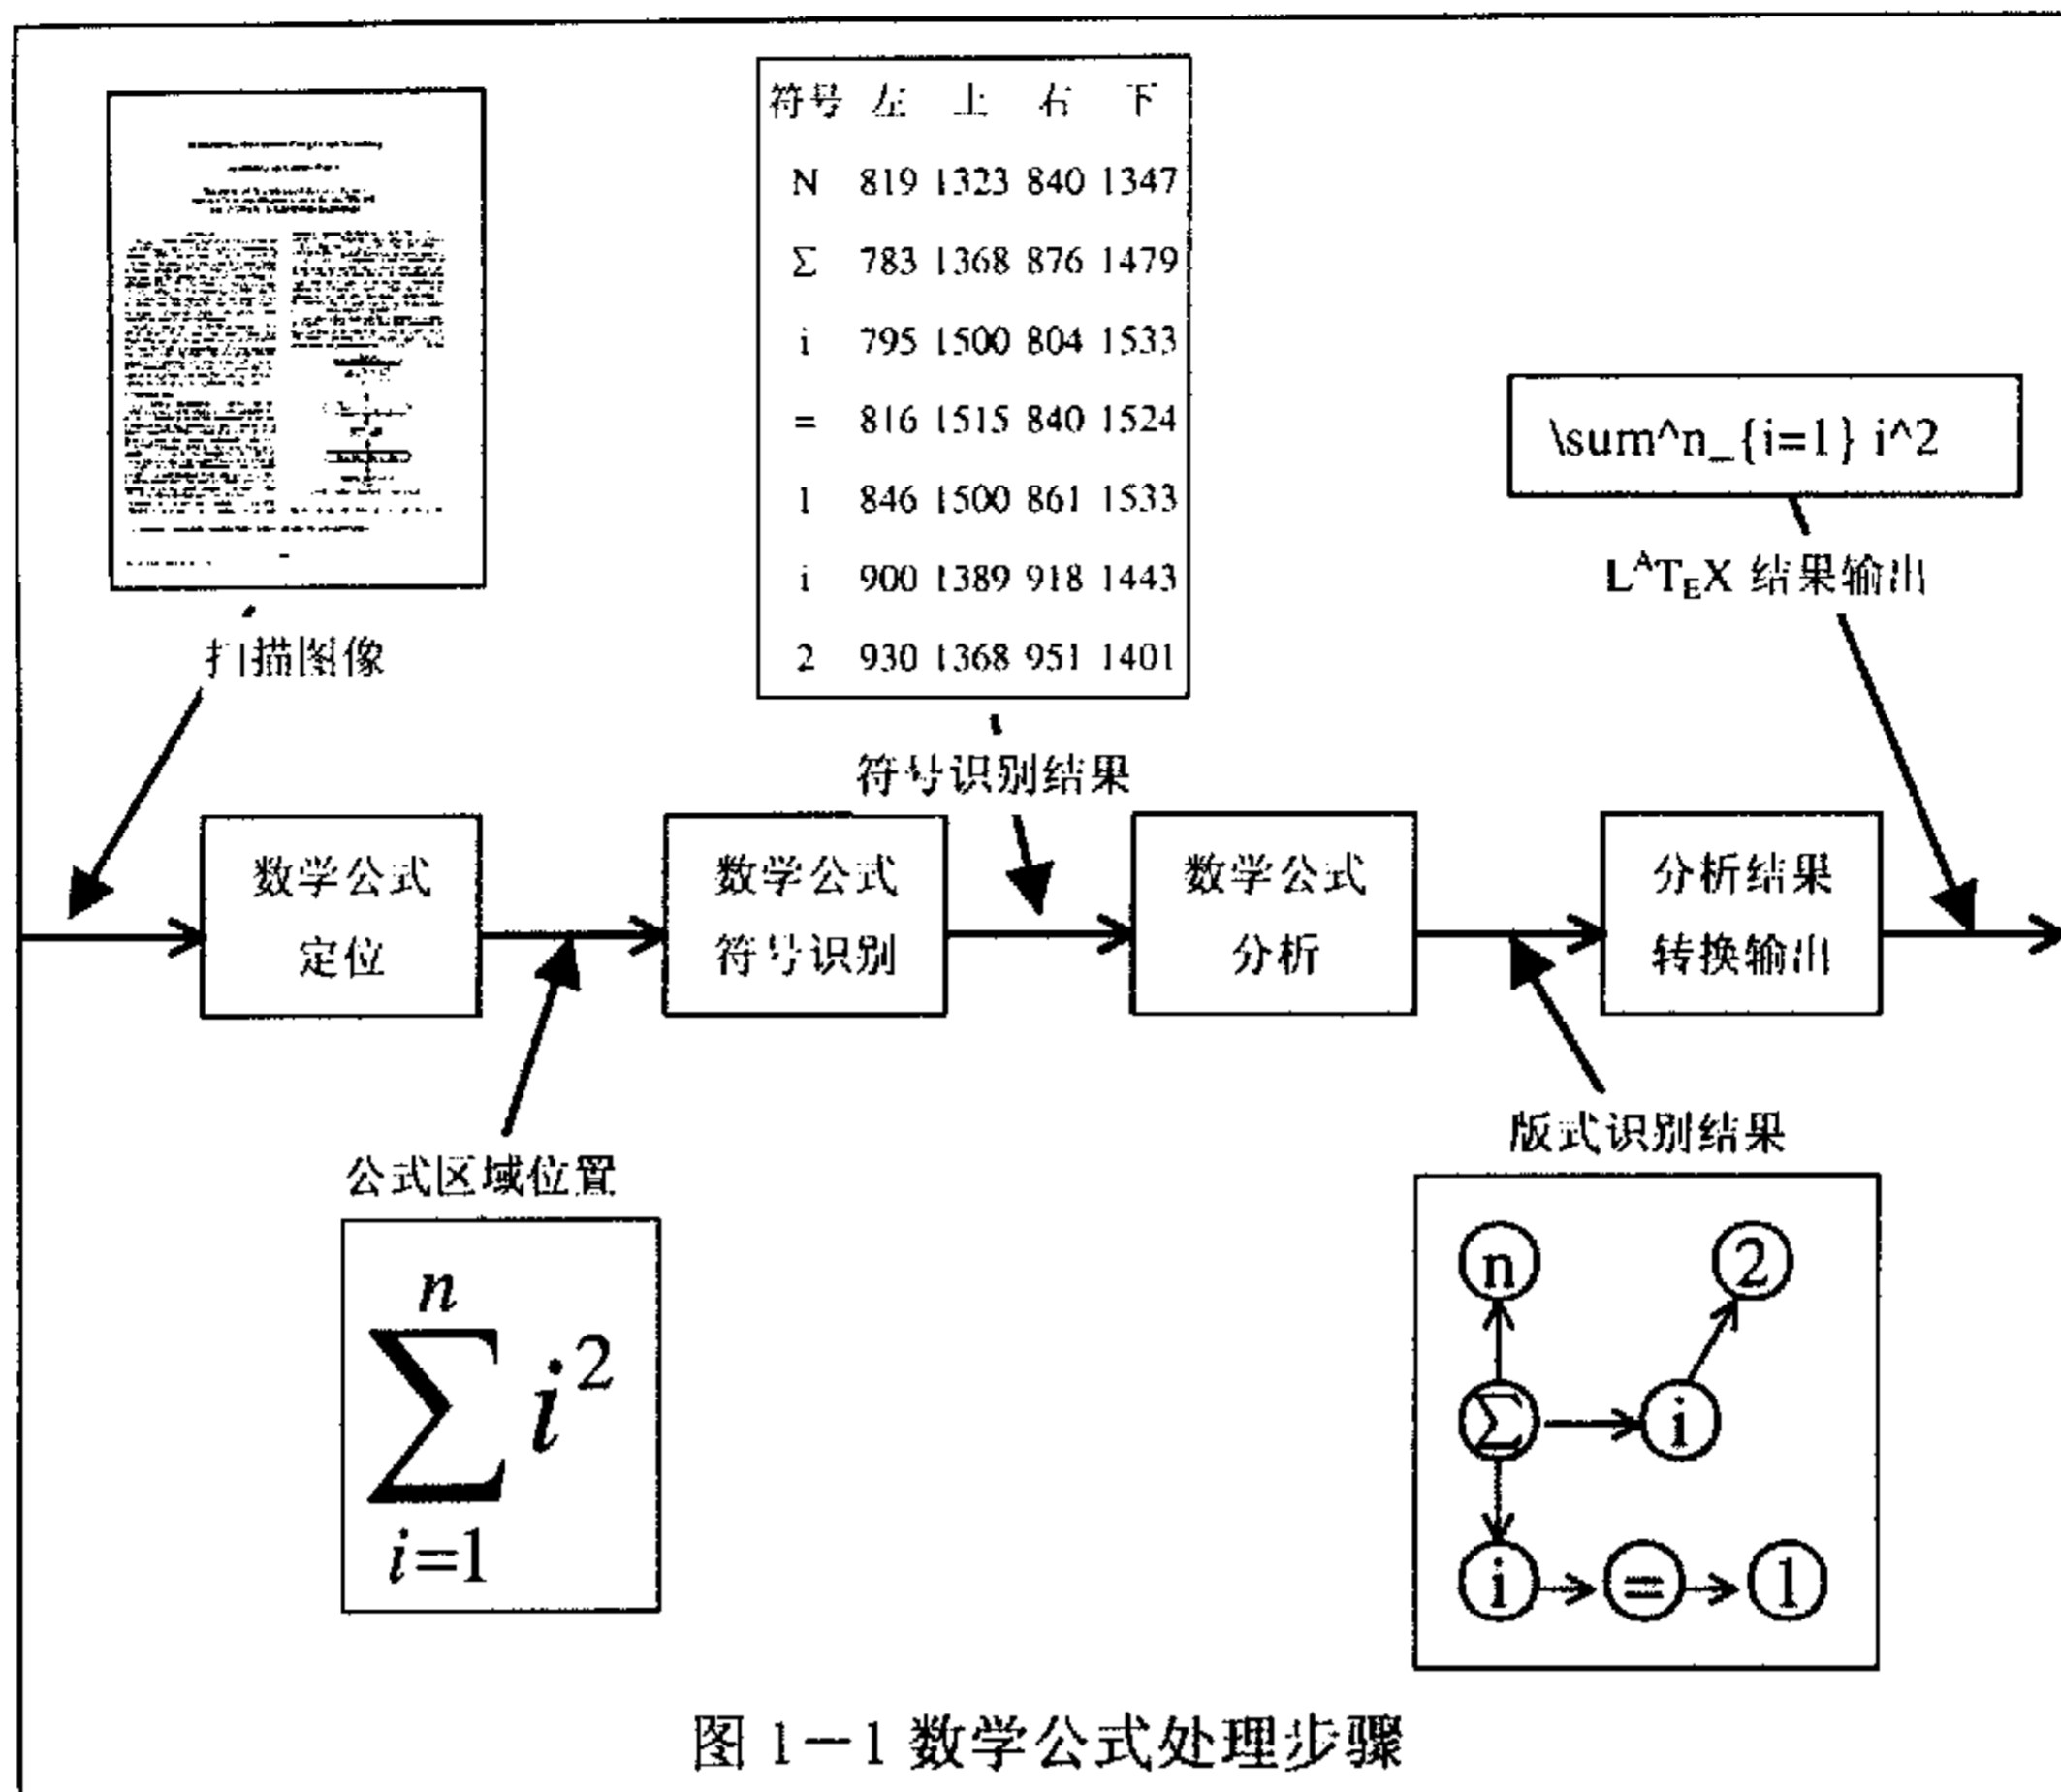 符号 左 上 右 下
N 819 1323 840 1347
Σ 783 1368 876 1479
i 795 1500 804 1533
= 816 1515 840 1524
1 846 1500 861 1533
i 900 1389 918 1443
2 930 1368 951 1401
\sum^n_{i=1} i^2
LATEX 结果输出
扫描图像
符号识别结果
数学公式
定位
数学公式
符号识别
数学公式
分析
分析结果
转换输出
公式区域位置
n
∑ i²
i=1
版式识别结果
n 2
Σ i
i = 1
图 1－1 数学公式处理步骤